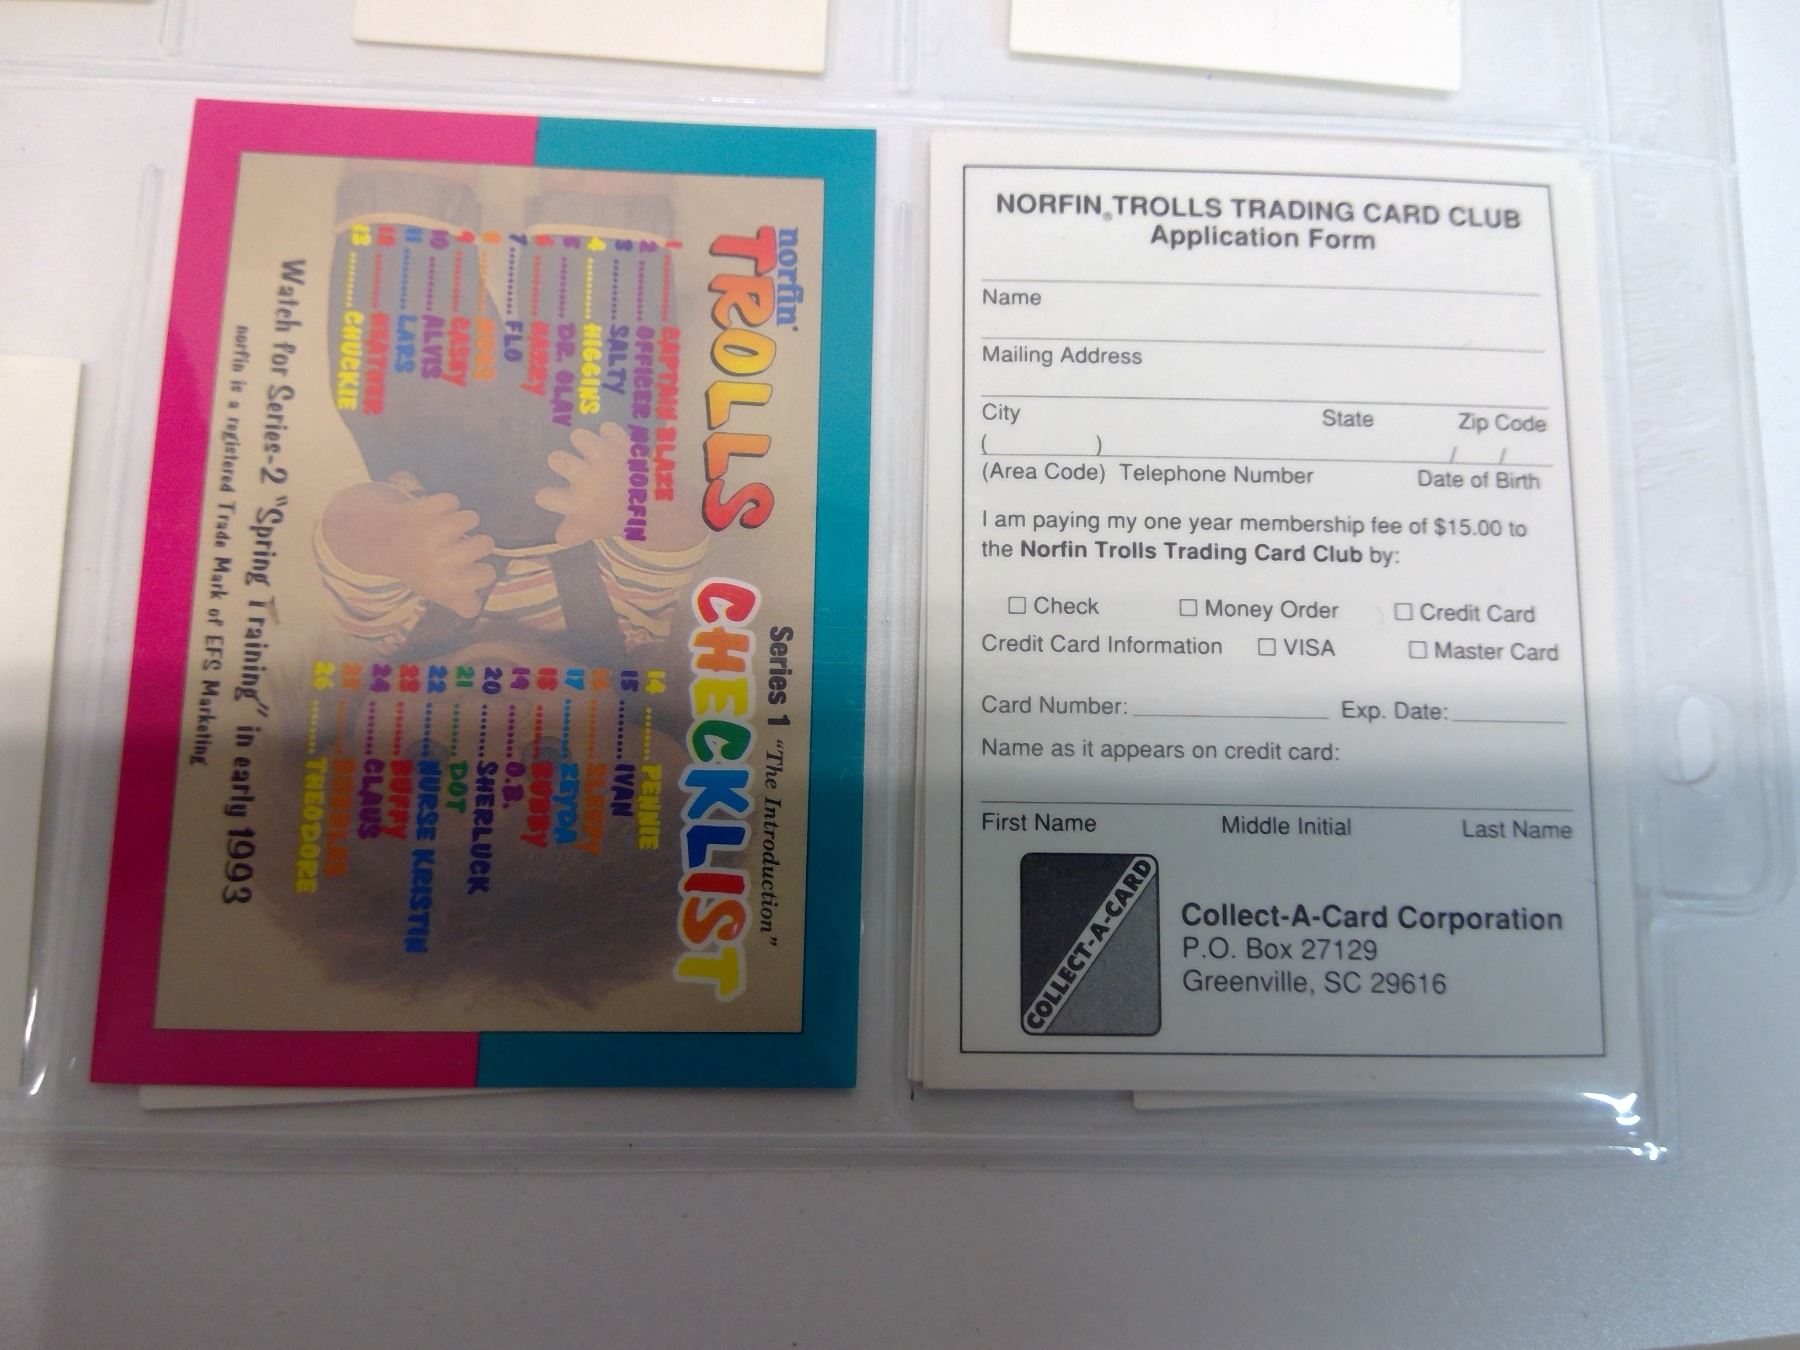 norfin®
TROLLS CHECKLIST
Series 1 "The Introduction"
1.........CAPTAIN BLAZE
2.........OFFICER MCNORFIN
3.........SALTY
4.........HIGGINS
5.........DR. OLAV
6.........HARRY
7.........FLO
8.........
9.........CASEY
10.........ALVIS
11.........LARS
12.........
13.........CHUCKIE
14.........PENNIE
15.........IVAN
16.........SLEEPY
17.........
18.........BUBBY
19.........O.B.
20.........SHERLUCK
21.........DOT
22.........NURSE KRISTIN
23.........BUFFY
24.........CLAUS
25.........
26.........THEODORE
Watch for Series-2 "Spring Training" in early 1993
norfin is a registered Trade Mark of EFS Marketing
NORFIN® TROLLS TRADING CARD CLUB
Application Form
Name
Mailing Address
City State Zip Code
( ) / /
(Area Code) Telephone Number Date of Birth
I am paying my one year membership fee of $15.00 to
the Norfin Trolls Trading Card Club by:
☐ Check ☐ Money Order ☐ Credit Card
Credit Card Information ☐ VISA ☐ Master Card
Card Number: Exp. Date:
Name as it appears on credit card:
First Name Middle Initial Last Name
COLLECT-A-CARD
Collect-A-Card Corporation
P.O. Box 27129
Greenville, SC 29616